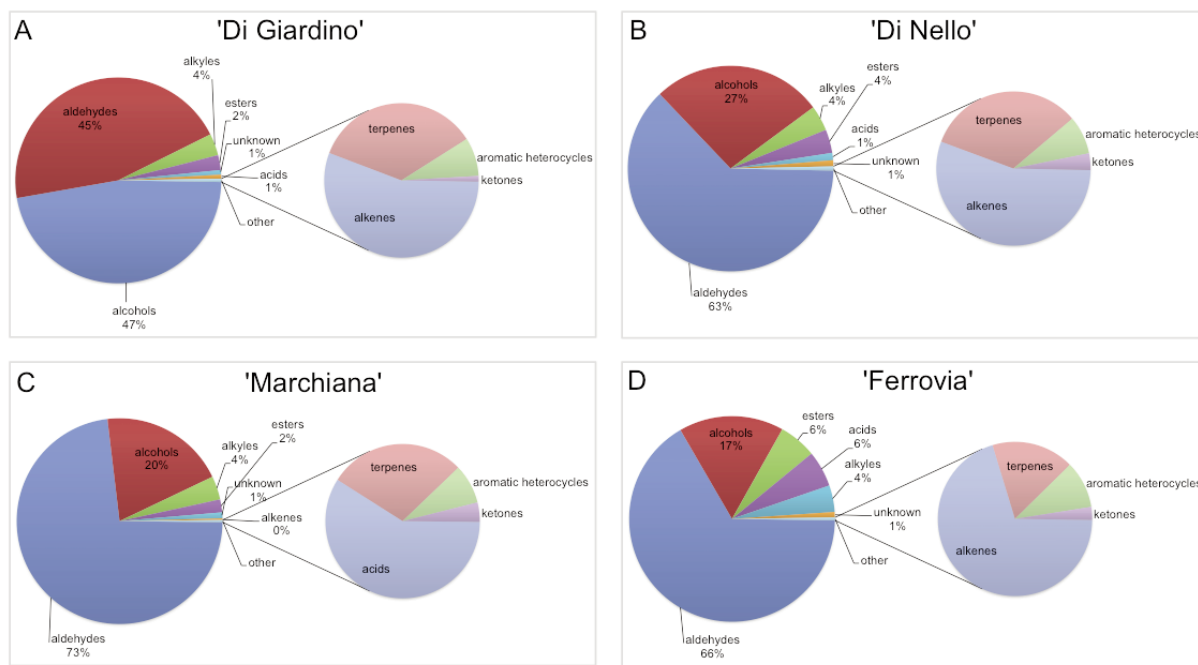 A
'Di Giardino'
alkyles
4%
aldehydes
45%
esters
2%
unknown
1%
acids
1%
other
alcohols
47%
terpenes
aromatic heterocycles
ketones
alkenes
B
'Di Nello'
esters
4%
alcohols
27%
alkyles
4%
acids
1%
unknown
1%
other
aldehydes
63%
terpenes
aromatic heterocycles
ketones
alkenes
C
'Marchiana'
esters
2%
alcohols
20%
alkyles
4%
unknown
1%
alkenes
0%
other
aldehydes
73%
terpenes
aromatic heterocycles
ketones
acids
D
'Ferrovia'
esters
6%
alcohols
17%
acids
6%
alkyles
4%
unknown
1%
other
aldehydes
66%
terpenes
aromatic heterocycles
ketones
alkenes